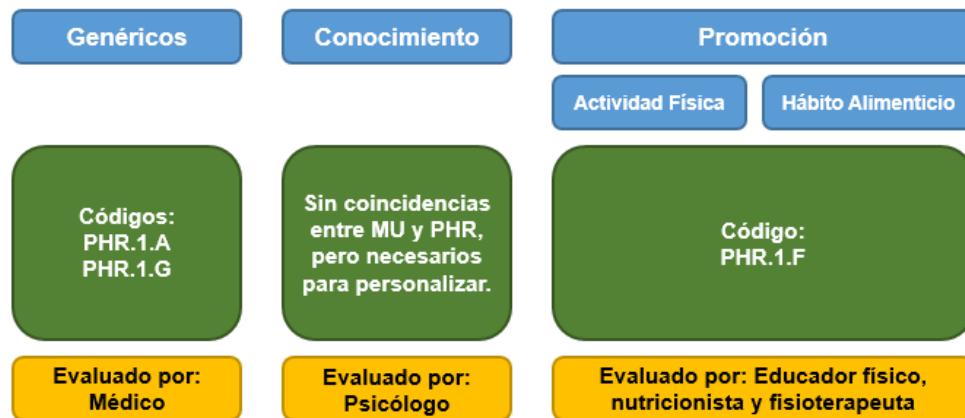 Genéricos
Conocimiento
Promoción
Actividad Física
Hábito Alimenticio
Códigos:
PHR.1.A
PHR.1.G
Sin coincidencias
entre MU y PHR,
pero necesarios
para personalizar.
Código:
PHR.1.F
Evaluado por:
Médico
Evaluado por:
Psicólogo
Evaluado por: Educador físico,
nutricionista y fisioterapeuta